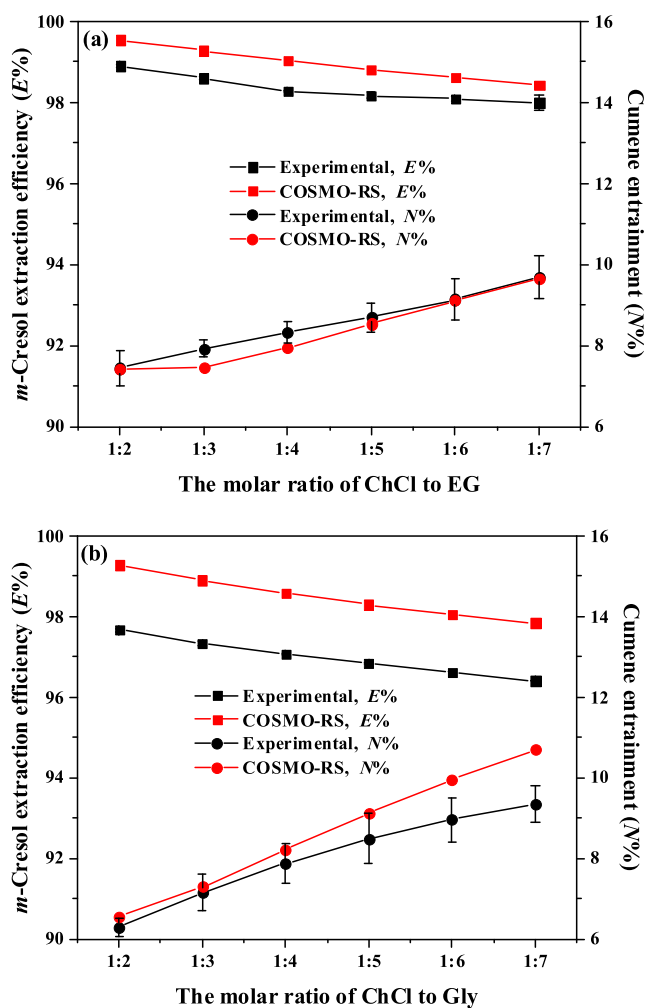 (a)
100
98
96
94
92
90
m-Cresol extraction efficiency (E%)
16
14
12
10
8
6
Cumene entrainment (N%)
Experimental, E%
COSMO-RS, E%
Experimental, N%
COSMO-RS, N%
1:2 1:3 1:4 1:5 1:6 1:7
The molar ratio of ChCl to EG
(b)
100
98
96
94
92
90
m-Cresol extraction efficiency (E%)
16
14
12
10
8
6
Cumene entrainment (N%)
Experimental, E%
COSMO-RS, E%
Experimental, N%
COSMO-RS, N%
1:2 1:3 1:4 1:5 1:6 1:7
The molar ratio of ChCl to Gly